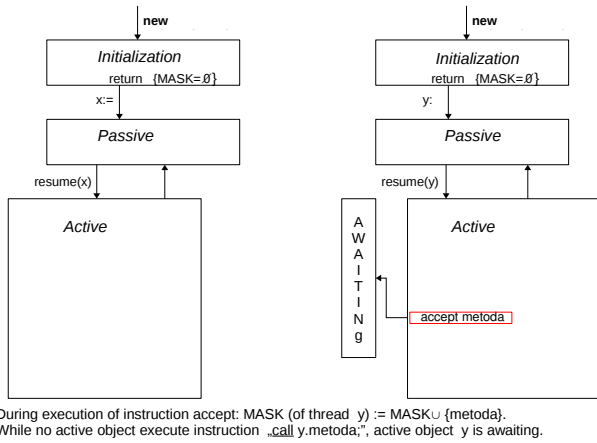 new
new
Initialization
return {MASK=Ø}
Initialization
return {MASK=Ø}
x:=
y:
Passive
Passive
resume(x)
resume(y)
Active
Active
AWAITINg
accept metoda
During execution of instruction accept: MASK (of thread y) := MASK∪ {metoda}.
While no active object execute instruction „call y.metoda;”, active object y is awaiting.